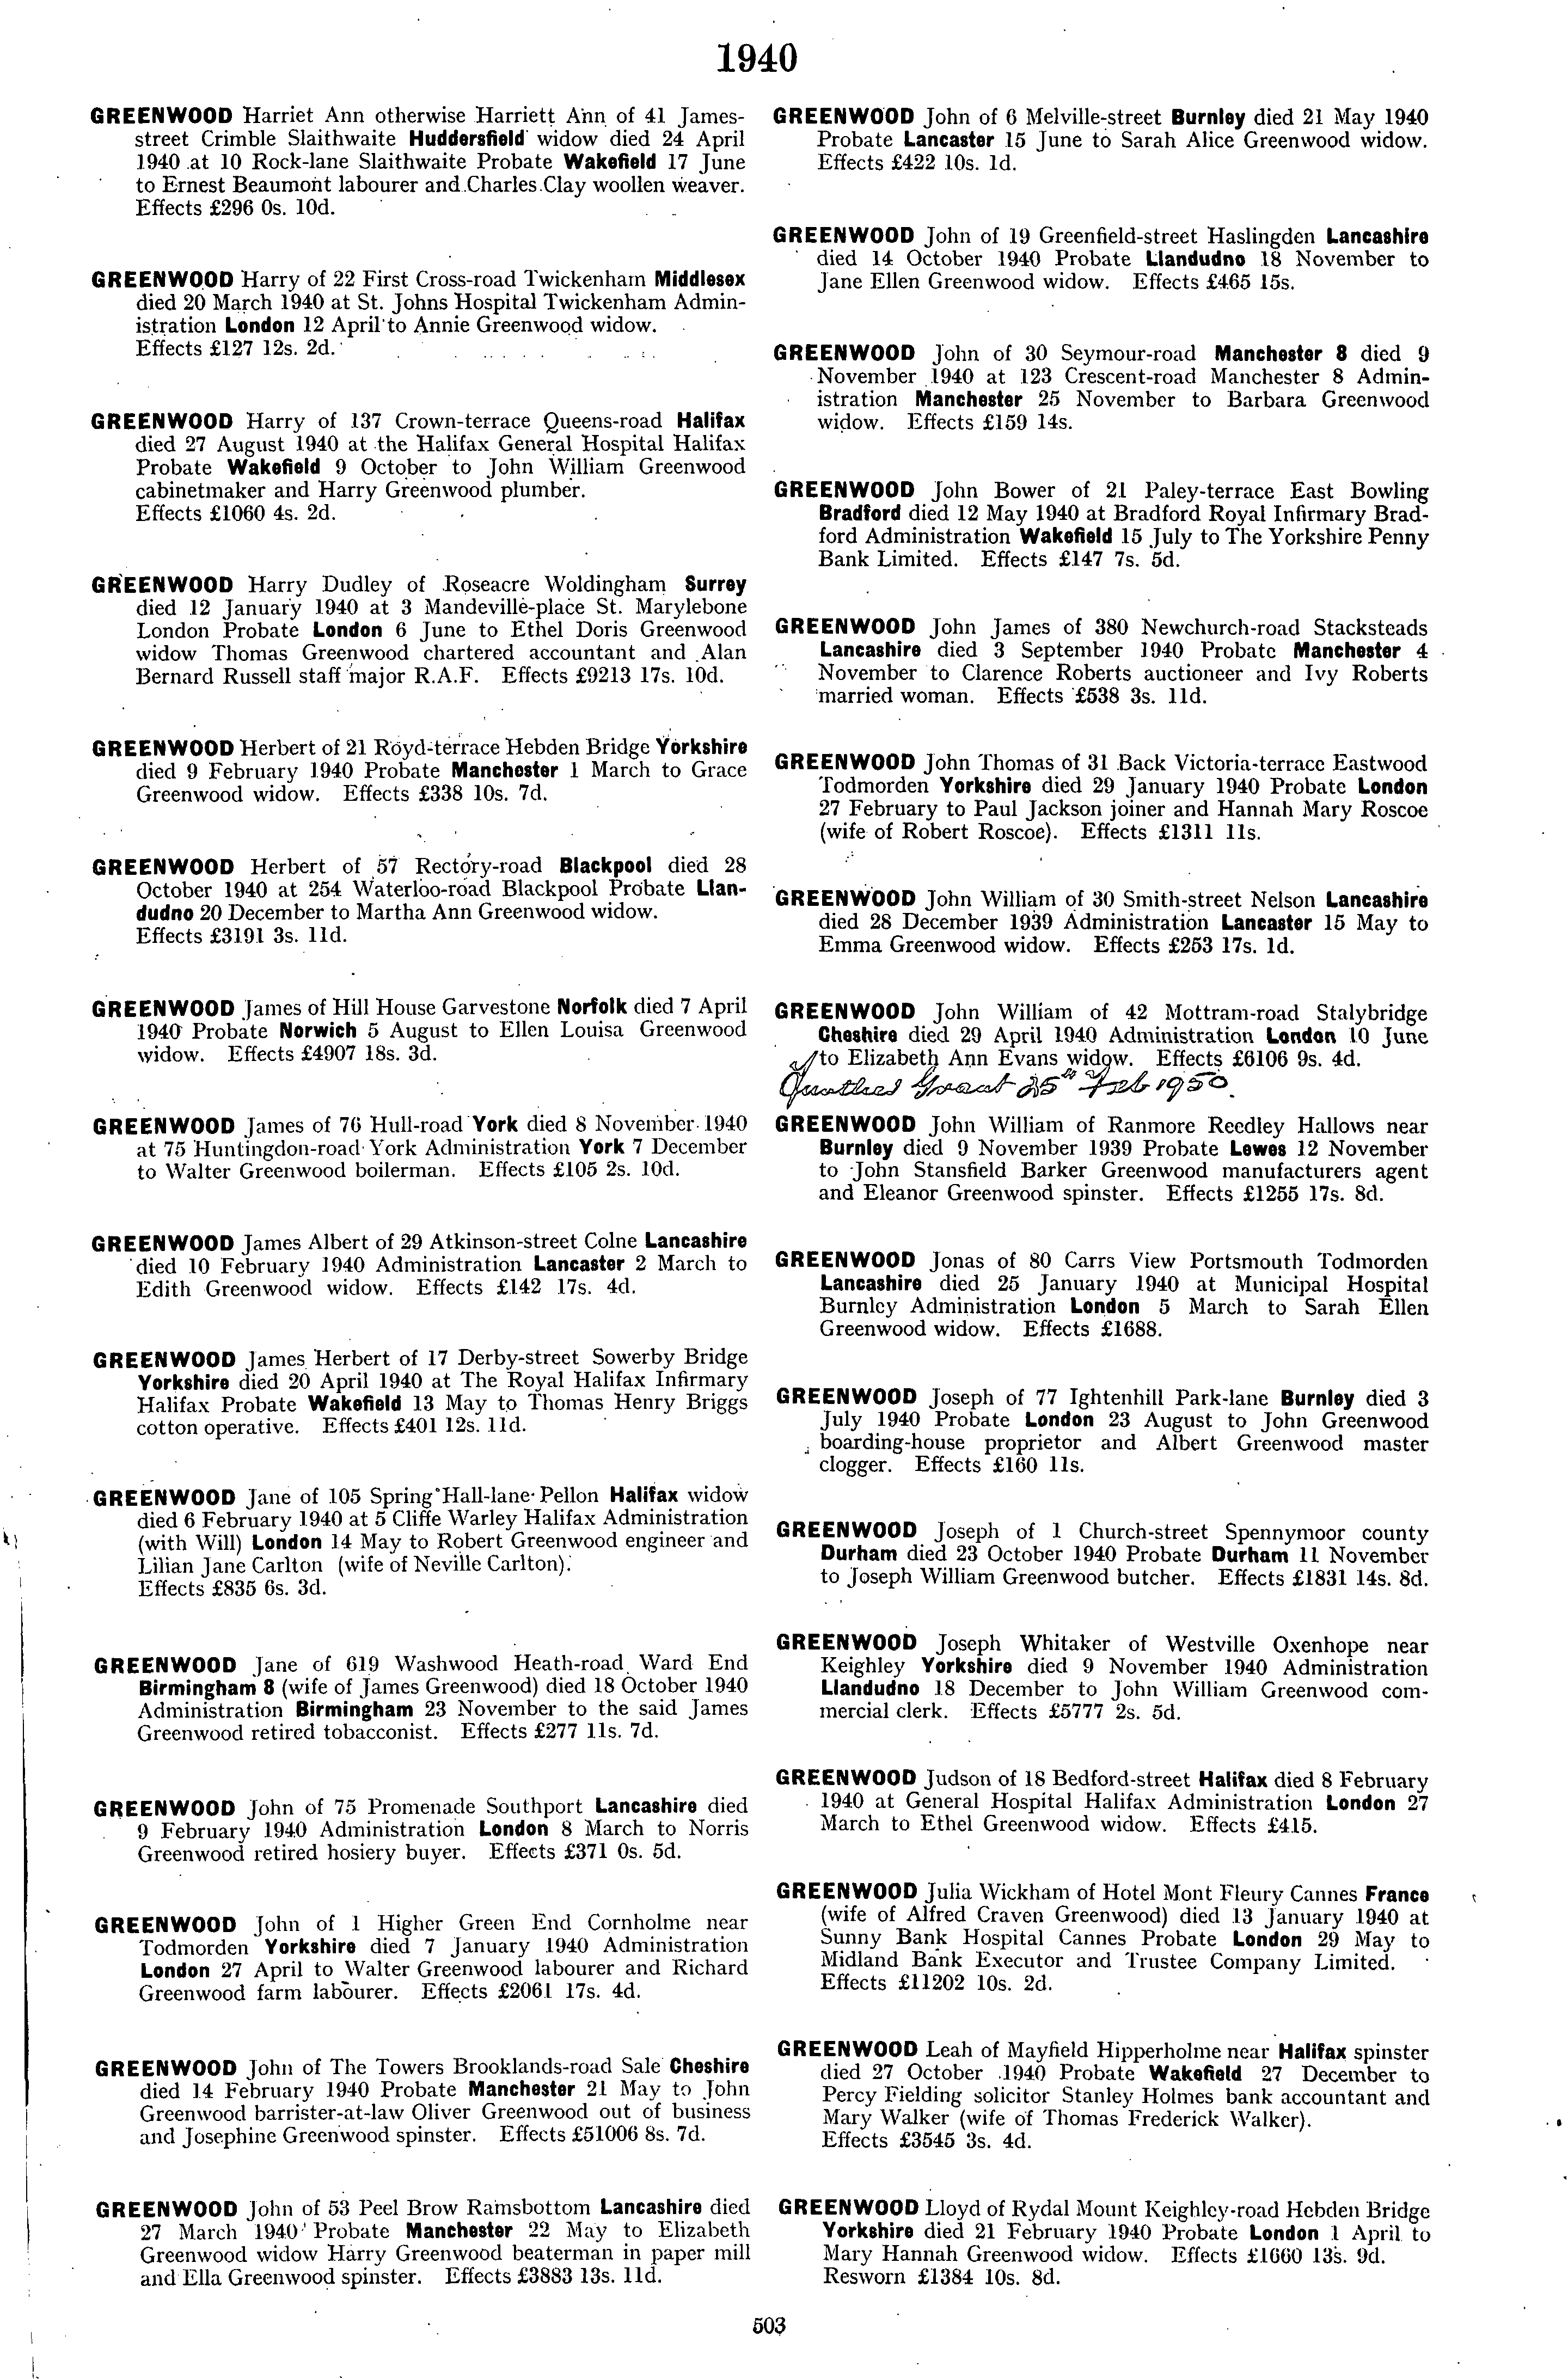 1940
GREENWOOD Harriet Ann otherwise Harriett Ann of 41 James-
street Crimble Slaithwaite Huddersfield widow died 24 April
1940 at 10 Rock-lane Slaithwaite Probate Wakefield 17 June
to Ernest Beaumont labourer and Charles Clay woollen weaver.
Effects £296 0s. 10d.
GREENWOOD Harry of 22 First Cross-road Twickenham Middlesex
died 20 March 1940 at St. Johns Hospital Twickenham Admin-
istration London 12 April to Annie Greenwood widow.
Effects £127 12s. 2d.
GREENWOOD Harry of 137 Crown-terrace Queens-road Halifax
died 27 August 1940 at the Halifax General Hospital Halifax
Probate Wakefield 9 October to John William Greenwood
cabinetmaker and Harry Greenwood plumber.
Effects £1060 4s. 2d.
GREENWOOD Harry Dudley of Roseacre Woldingham Surrey
died 12 January 1940 at 3 Mandeville-place St. Marylebone
London Probate London 6 June to Ethel Doris Greenwood
widow Thomas Greenwood chartered accountant and Alan
Bernard Russell staff major R.A.F. Effects £9213 17s. 10d.
GREENWOOD Herbert of 21 Royd-terrace Hebden Bridge Yorkshire
died 9 February 1940 Probate Manchester 1 March to Grace
Greenwood widow. Effects £338 10s. 7d.
GREENWOOD Herbert of 57 Rectory-road Blackpool died 28
October 1940 at 254 Waterloo-road Blackpool Probate Llan-
dudno 20 December to Martha Ann Greenwood widow.
Effects £3191 3s. 11d.
GREENWOOD James of Hill House Garvestone Norfolk died 7 April
1940 Probate Norwich 5 August to Ellen Louisa Greenwood
widow. Effects £4907 18s. 3d.
GREENWOOD James of 76 Hull-road York died 8 November 1940
at 75 Huntingdon-road York Administration York 7 December
to Walter Greenwood boilerman. Effects £105 2s. 10d.
GREENWOOD James Albert of 29 Atkinson-street Colne Lancashire
died 10 February 1940 Administration Lancaster 2 March to
Edith Greenwood widow. Effects £142 17s. 4d.
GREENWOOD James Herbert of 17 Derby-street Sowerby Bridge
Yorkshire died 20 April 1940 at The Royal Halifax Infirmary
Halifax Probate Wakefield 13 May to Thomas Henry Briggs
cotton operative. Effects £401 12s. 11d.
GREENWOOD Jane of 105 Spring Hall-lane Pellon Halifax widow
died 6 February 1940 at 5 Cliffe Warley Halifax Administration
(with Will) London 14 May to Robert Greenwood engineer and
Lilian Jane Carlton (wife of Neville Carlton).
Effects £835 6s. 3d.
GREENWOOD Jane of 619 Washwood Heath-road Ward End
Birmingham 8 (wife of James Greenwood) died 18 October 1940
Administration Birmingham 23 November to the said James
Greenwood retired tobacconist. Effects £277 11s. 7d.
GREENWOOD John of 75 Promenade Southport Lancashire died
9 February 1940 Administration London 8 March to Norris
Greenwood retired hosiery buyer. Effects £371 0s. 5d.
GREENWOOD John of 1 Higher Green End Cornholme near
Todmorden Yorkshire died 7 January 1940 Administration
London 27 April to Walter Greenwood labourer and Richard
Greenwood farm labourer. Effects £2061 17s. 4d.
GREENWOOD John of The Towers Brooklands-road Sale Cheshire
died 14 February 1940 Probate Manchester 21 May to John
Greenwood barrister-at-law Oliver Greenwood out of business
and Josephine Greenwood spinster. Effects £51006 8s. 7d.
GREENWOOD John of 53 Peel Brow Ramsbottom Lancashire died
27 March 1940 Probate Manchester 22 May to Elizabeth
Greenwood widow Harry Greenwood beaterman in paper mill
and Ella Greenwood spinster. Effects £3883 13s. 11d.
GREENWOOD John of 6 Melville-street Burnley died 21 May 1940
Probate Lancaster 15 June to Sarah Alice Greenwood widow.
Effects £422 10s. 1d.
GREENWOOD John of 19 Greenfield-street Haslingden Lancashire
died 14 October 1940 Probate Llandudno 18 November to
Jane Ellen Greenwood widow. Effects £465 15s.
GREENWOOD John of 30 Seymour-road Manchester 8 died 9
November 1940 at 123 Crescent-road Manchester 8 Admin-
istration Manchester 25 November to Barbara Greenwood
widow. Effects £159 14s.
GREENWOOD John Bower of 21 Paley-terrace East Bowling
Bradford died 12 May 1940 at Bradford Royal Infirmary Brad-
ford Administration Wakefield 15 July to The Yorkshire Penny
Bank Limited. Effects £147 7s. 5d.
GREENWOOD John James of 380 Newchurch-road Stacksteads
Lancashire died 3 September 1940 Probate Manchester 4
November to Clarence Roberts auctioneer and Ivy Roberts
married woman. Effects £538 3s. 11d.
GREENWOOD John Thomas of 31 Back Victoria-terrace Eastwood
Todmorden Yorkshire died 29 January 1940 Probate London
27 February to Paul Jackson joiner and Hannah Mary Roscoe
(wife of Robert Roscoe). Effects £1311 11s.
GREENWOOD John William of 30 Smith-street Nelson Lancashire
died 28 December 1939 Administration Lancaster 15 May to
Emma Greenwood widow. Effects £253 17s. 1d.
GREENWOOD John William of 42 Mottram-road Stalybridge
Cheshire died 29 April 1940 Administration London 10 June
to Elizabeth Ann Evans widow. Effects £6106 9s. 4d.
Further Grant 25th Feb 1950.
GREENWOOD John William of Ranmore Reedley Hallows near
Burnley died 9 November 1939 Probate Lewes 12 November
to John Stansfield Barker Greenwood manufacturers agent
and Eleanor Greenwood spinster. Effects £1255 17s. 8d.
GREENWOOD Jonas of 80 Carrs View Portsmouth Todmorden
Lancashire died 25 January 1940 at Municipal Hospital
Burnley Administration London 5 March to Sarah Ellen
Greenwood widow. Effects £1688.
GREENWOOD Joseph of 77 Ightenhill Park-lane Burnley died 3
July 1940 Probate London 23 August to John Greenwood
boarding-house proprietor and Albert Greenwood master
clogger. Effects £160 11s.
GREENWOOD Joseph of 1 Church-street Spennymoor county
Durham died 23 October 1940 Probate Durham 11 November
to Joseph William Greenwood butcher. Effects £1831 14s. 8d.
GREENWOOD Joseph Whitaker of Westville Oxenhope near
Keighley Yorkshire died 9 November 1940 Administration
Llandudno 18 December to John William Greenwood com-
mercial clerk. Effects £5777 2s. 5d.
GREENWOOD Judson of 18 Bedford-street Halifax died 8 February
1940 at General Hospital Halifax Administration London 27
March to Ethel Greenwood widow. Effects £415.
GREENWOOD Julia Wickham of Hotel Mont Fleury Cannes France
(wife of Alfred Craven Greenwood) died 13 January 1940 at
Sunny Bank Hospital Cannes Probate London 29 May to
Midland Bank Executor and Trustee Company Limited.
Effects £11202 10s. 2d.
GREENWOOD Leah of Mayfield Hipperholme near Halifax spinster
died 27 October 1940 Probate Wakefield 27 December to
Percy Fielding solicitor Stanley Holmes bank accountant and
Mary Walker (wife of Thomas Frederick Walker).
Effects £3545 3s. 4d.
GREENWOOD Lloyd of Rydal Mount Keighley-road Hebden Bridge
Yorkshire died 21 February 1940 Probate London 1 April to
Mary Hannah Greenwood widow. Effects £1660 13s. 9d.
Resworn £1384 10s. 8d.
503